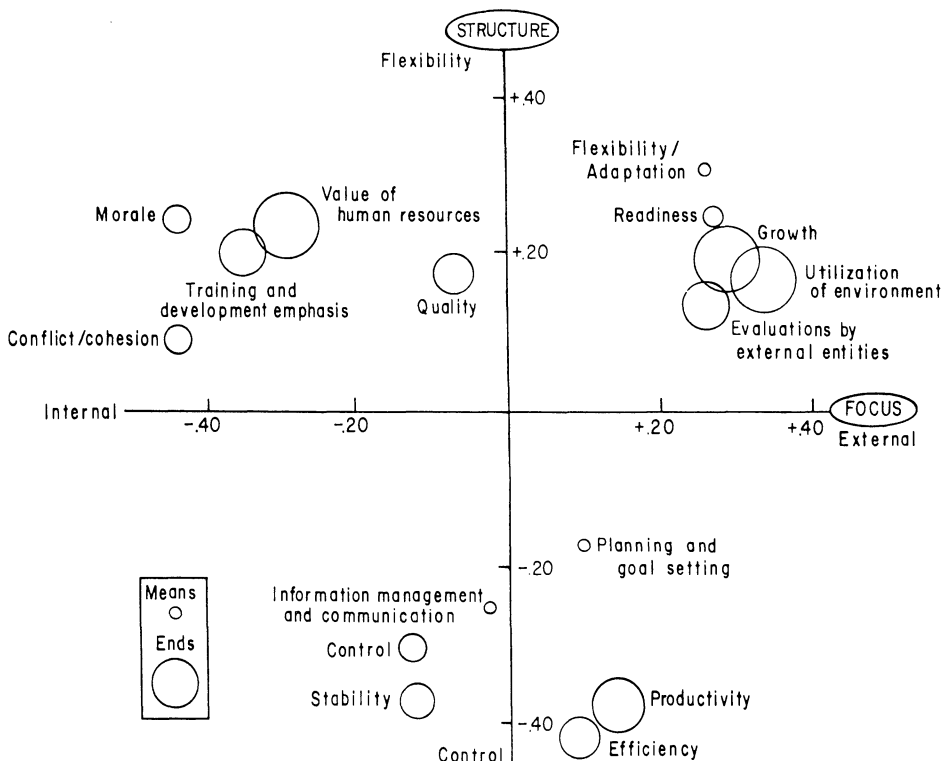 STRUCTURE
Flexibility
+.40
Flexibility/
Adaptation
Value of
human resources
Morale
Readiness
Growth
+.20
Utilization
of environment
Training and
development emphasis
Quality
Evaluations by
external entities
Conflict/cohesion
Internal
FOCUS
-.40
-.20
+.20
+.40
External
Planning and
goal setting
-.20
Means
Information management
and communication
Ends
Control
Stability
Productivity
-.40
Efficiency
Control